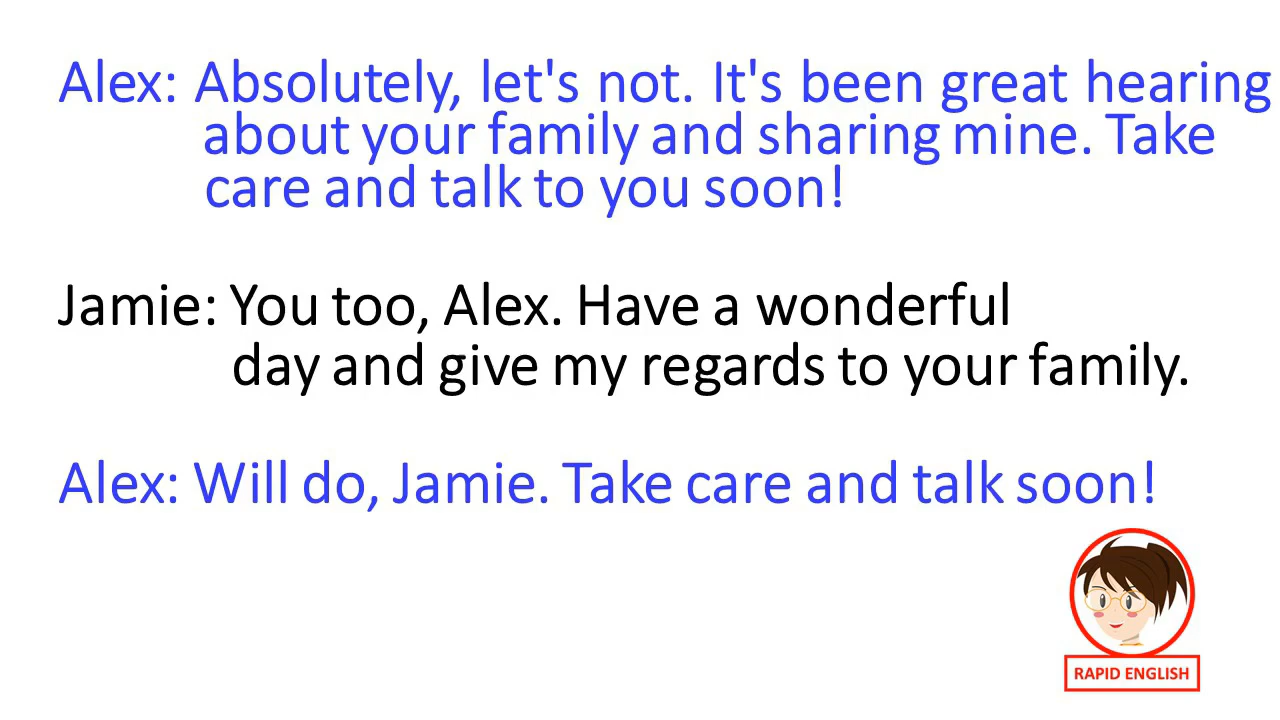 Alex: Absolutely, let's not. It's been great hearing
about your family and sharing mine. Take
care and talk to you soon!
Jamie: You too, Alex. Have a wonderful
day and give my regards to your family.
Alex: Will do, Jamie. Take care and talk soon!
RAPID ENGLISH